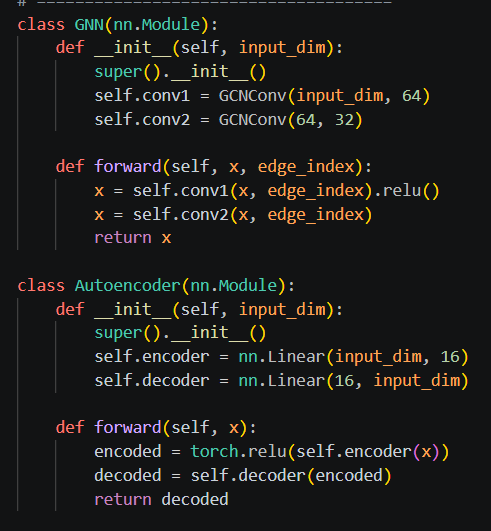 # ------------------------------------
class GNN(nn.Module):
    def __init__(self, input_dim):
        super().__init__()
        self.conv1 = GCNConv(input_dim, 64)
        self.conv2 = GCNConv(64, 32)

    def forward(self, x, edge_index):
        x = self.conv1(x, edge_index).relu()
        x = self.conv2(x, edge_index)
        return x

class Autoencoder(nn.Module):
    def __init__(self, input_dim):
        super().__init__()
        self.encoder = nn.Linear(input_dim, 16)
        self.decoder = nn.Linear(16, input_dim)

    def forward(self, x):
        encoded = torch.relu(self.encoder(x))
        decoded = self.decoder(encoded)
        return decoded